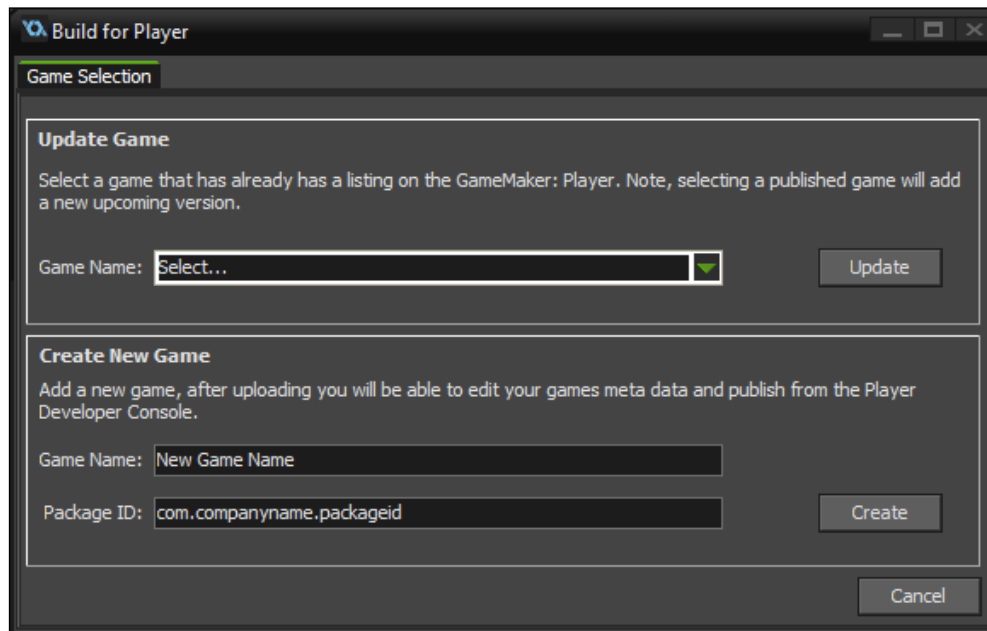 Build for Player
Game Selection
Update Game
Select a game that has already has a listing on the GameMaker: Player. Note, selecting a published game will add
a new upcoming version.
Game Name: Select... Update
Create New Game
Add a new game, after uploading you will be able to edit your games meta data and publish from the Player
Developer Console.
Game Name: New Game Name
Package ID: com.companyname.packageid Create
Cancel